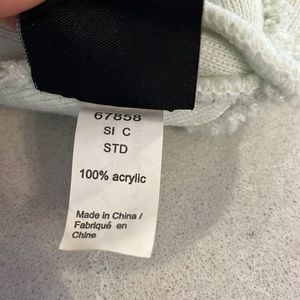 67858
SI C
STD
100% acrylic
Made in China /
Fabriqué en
Chine